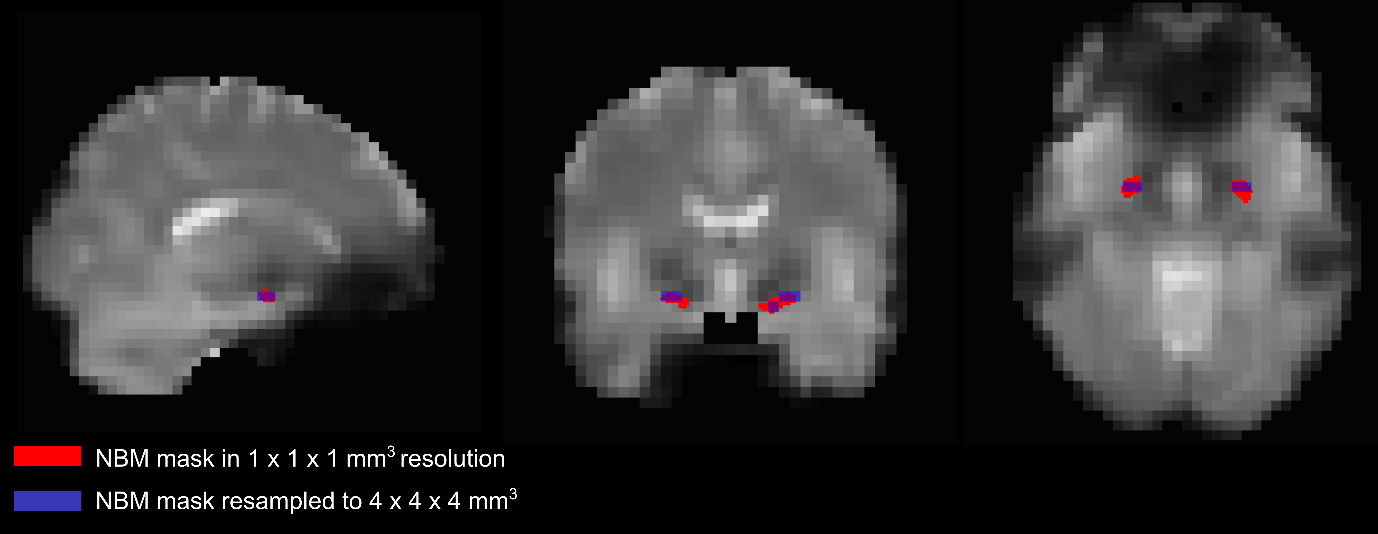 NBM mask in 1 x 1 x 1 mm³ resolution
NBM mask resampled to 4 x 4 x 4 mm³